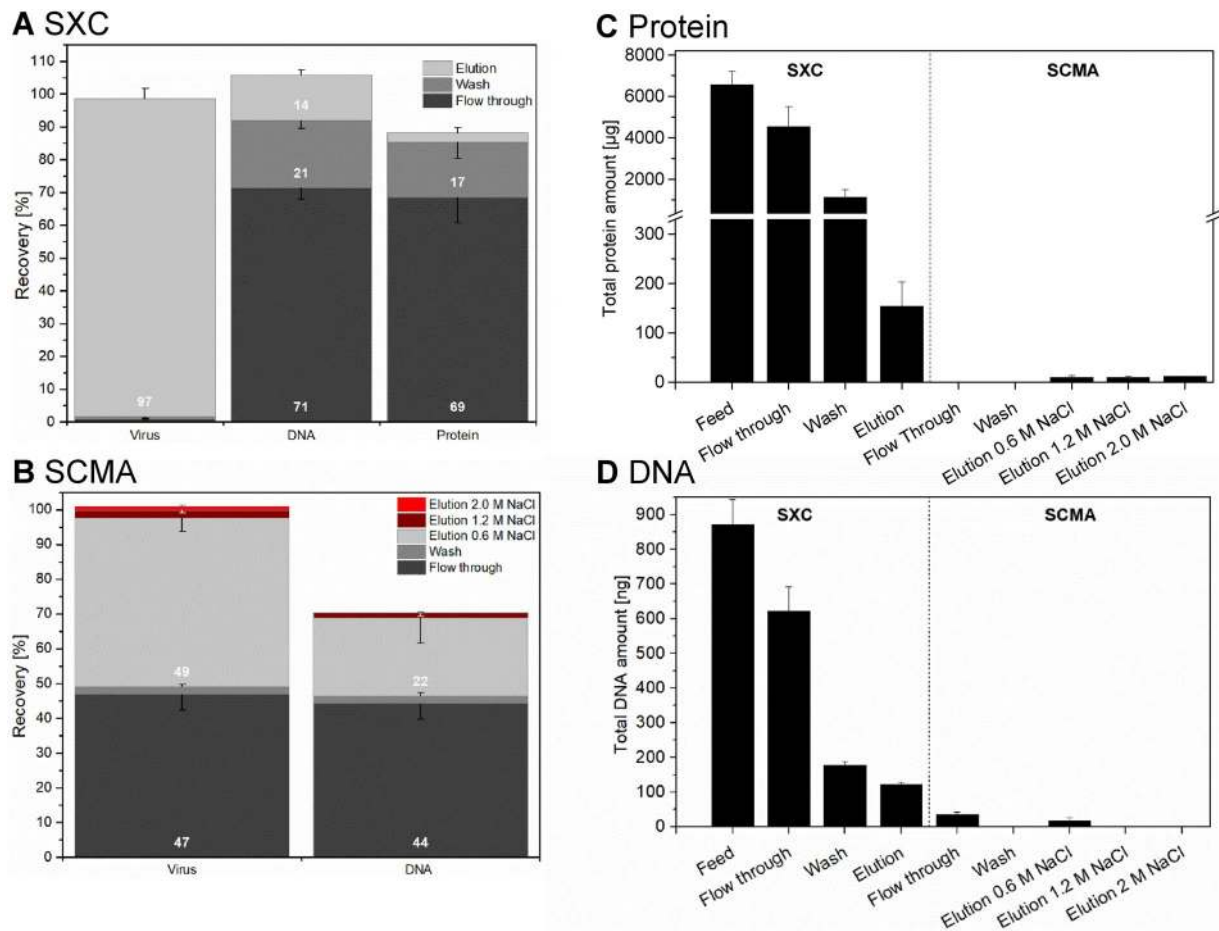 A SXC
110
100
90
80
70
60
50
40
30
20
10
0
Recovery [%]
Elution
Wash
Flow through
97
14
21
71
17
69
Virus
DNA
Protein
B SCMA
100
90
80
70
60
50
40
30
20
10
0
Recovery [%]
Elution 2.0 M NaCl
Elution 1.2 M NaCl
Elution 0.6 M NaCl
Wash
Flow through
49
47
22
44
Virus
DNA
C Protein
8000
6000
4000
2000
300
200
100
0
Total protein amount [µg]
SXC
SCMA
Feed
Flow through
Wash
Elution
Flow Through
Wash
Elution 0.6 M NaCl
Elution 1.2 M NaCl
Elution 2.0 M NaCl
D DNA
900
800
700
600
500
400
300
200
100
0
Total DNA amount [ng]
SXC
SCMA
Feed
Flow through
Wash
Elution
Flow through
Wash
Elution 0.6 M NaCl
Elution 1.2 M NaCl
Elution 2 M NaCl